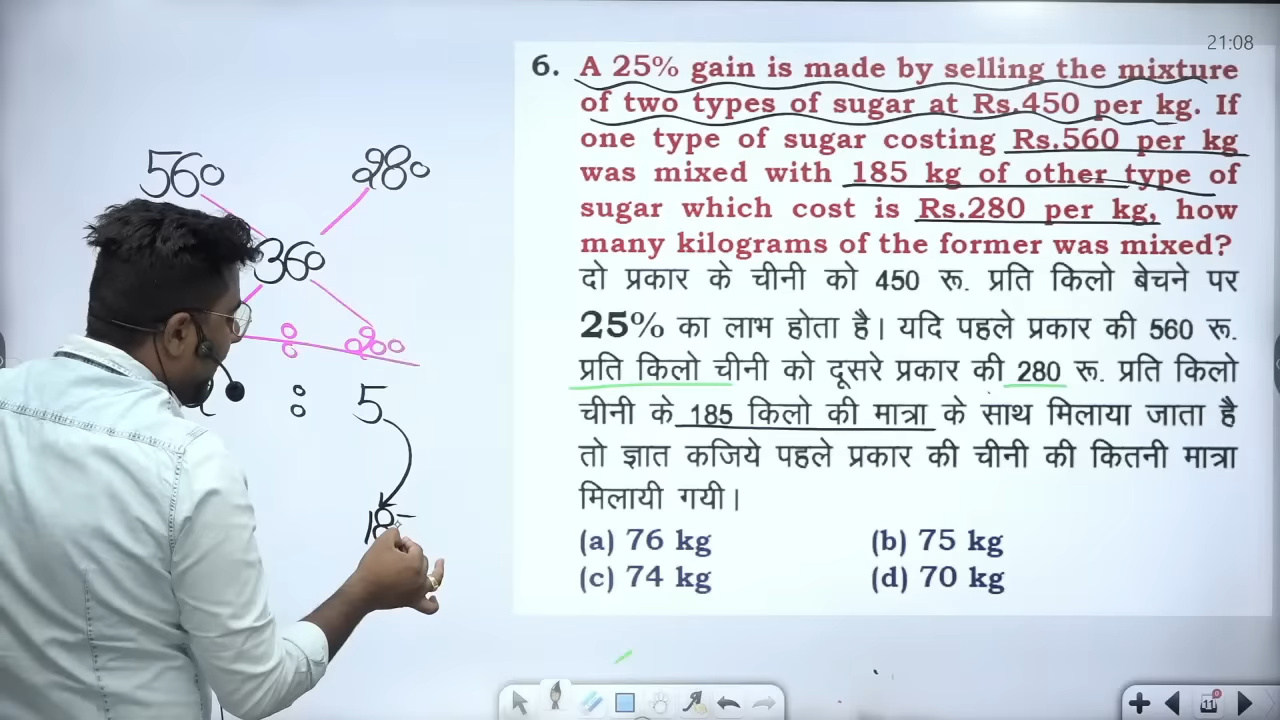 21:08
6. A 25% gain is made by selling the mixture
of two types of sugar at Rs.450 per kg. If
one type of sugar costing Rs.560 per kg
was mixed with 185 kg of other type of
sugar which cost is Rs.280 per kg, how
many kilograms of the former was mixed?
दो प्रकार के चीनी को 450 रू. प्रति किलो बेचने पर
25% का लाभ होता है। यदि पहले प्रकार की 560 रू.
प्रति किलो चीनी को दूसरे प्रकार की 280 रू. प्रति किलो
चीनी के 185 किलो की मात्रा के साथ मिलाया जाता है
तो ज्ञात कजिये पहले प्रकार की चीनी की कितनी मात्रा
मिलायी गयी।
(a) 76 kg (b) 75 kg
(c) 74 kg (d) 70 kg
560 280
360
: 200
: 5
11